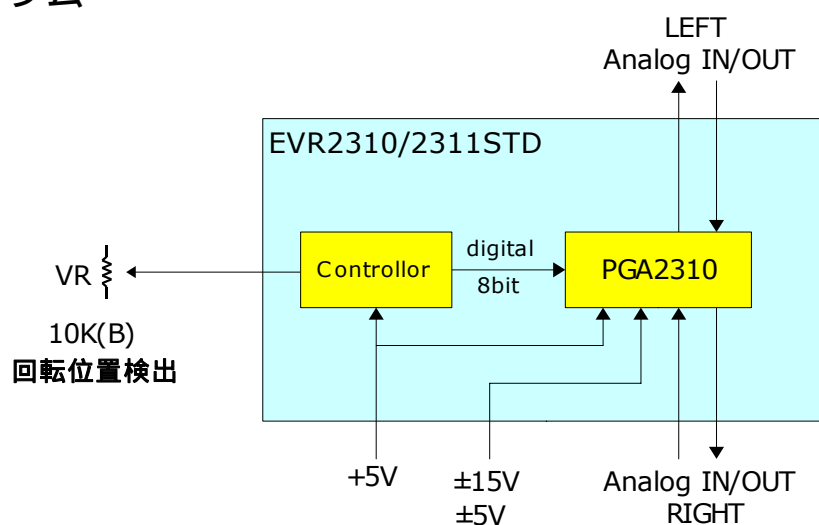 LEFT
Analog IN/OUT
EVR2310/2311STD
VR
10K(B)
回転位置検出
Controllor
digital
8bit
PGA2310
+5V
±15V
±5V
Analog IN/OUT
RIGHT